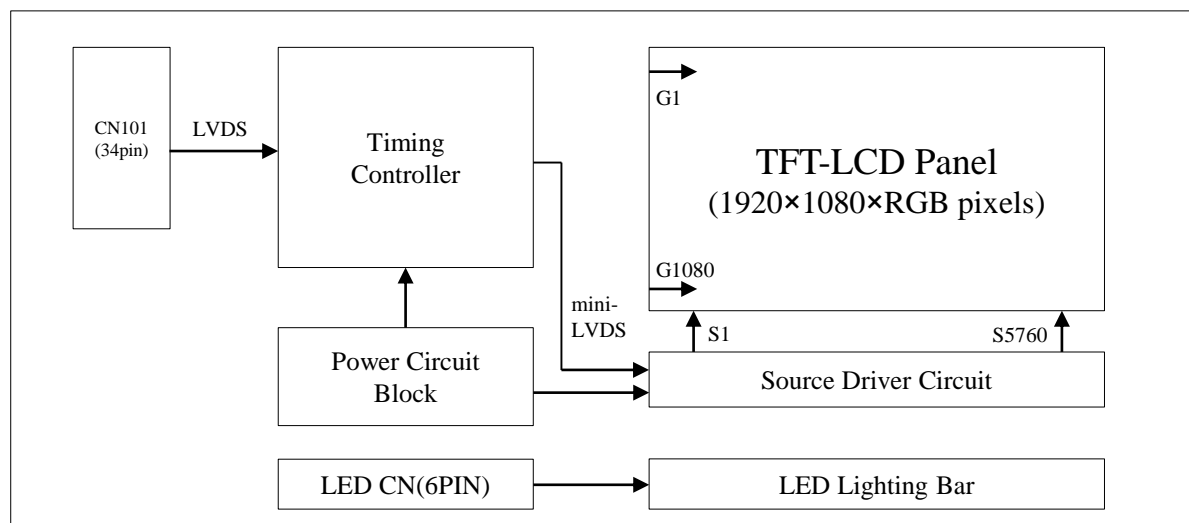 CN101
(34pin)
LVDS
Timing
Controller
G1
TFT-LCD Panel
(1920×1080×RGB pixels)
G1080
mini-
LVDS
S1
S5760
Power Circuit
Block
Source Driver Circuit
LED CN(6PIN)
LED Lighting Bar